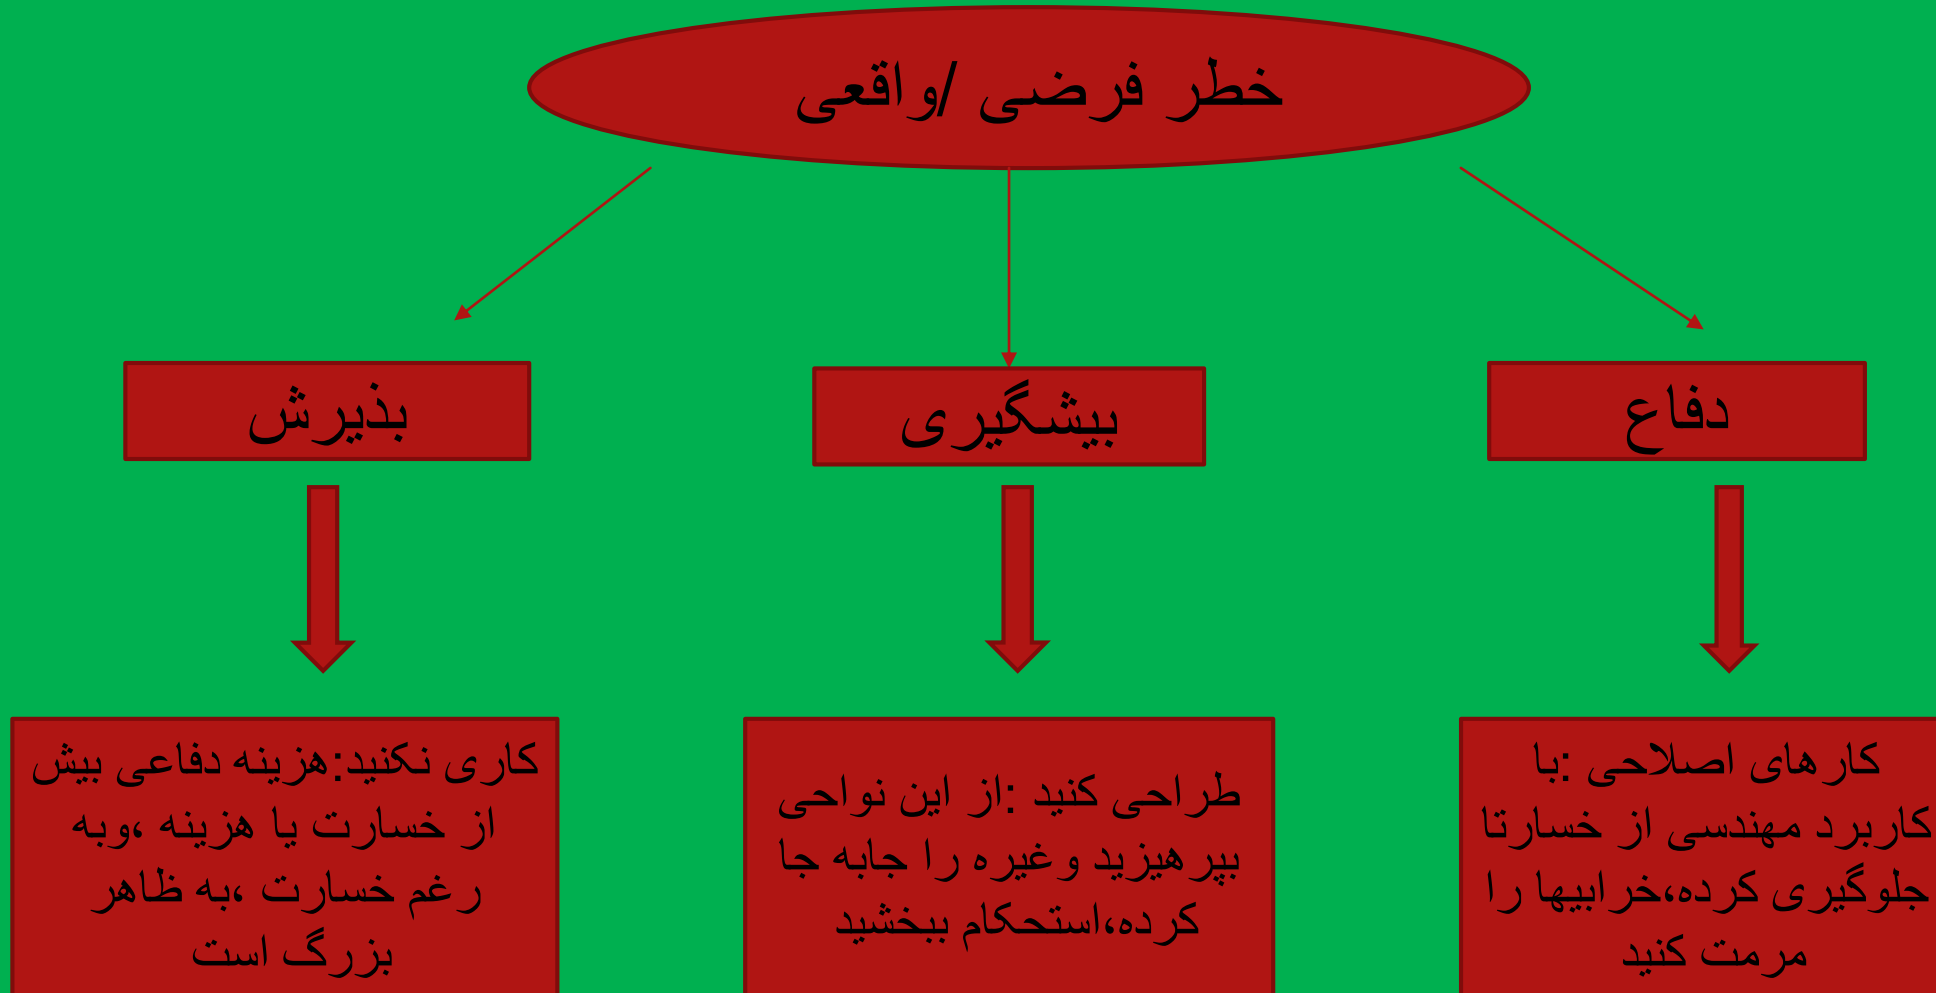 خطر فرضی /واقعی
دفاع
بیشگیری
بذیرش
کارهای اصلاحی :با
کاربرد مهندسی از خسارتا
جلوگیری کرده،خرابیها را
مرمت کنید
طراحی کنید :از این نواحی
بپرهیزید وغیره را جابه جا
کرده،استحکام ببخشید
کاری نکنید:هزینه دفاعی بیش
از خسارت یا هزینه ،وبه
رغم خسارت ،به ظاهر
بزرگ است